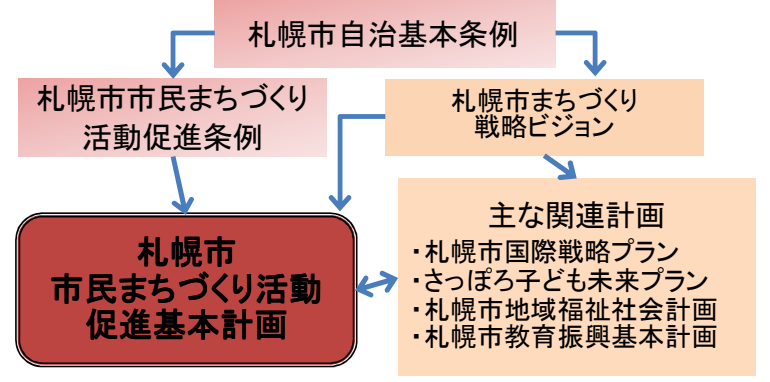 札幌市自治基本条例
札幌市市民まちづくり
活動促進条例
札幌市まちづくり
戦略ビジョン
札幌市
市民まちづくり活動
促進基本計画
主な関連計画
・札幌市国際戦略プラン
・さっぽろ子ども未来プラン
・札幌市地域福祉社会計画
・札幌市教育振興基本計画